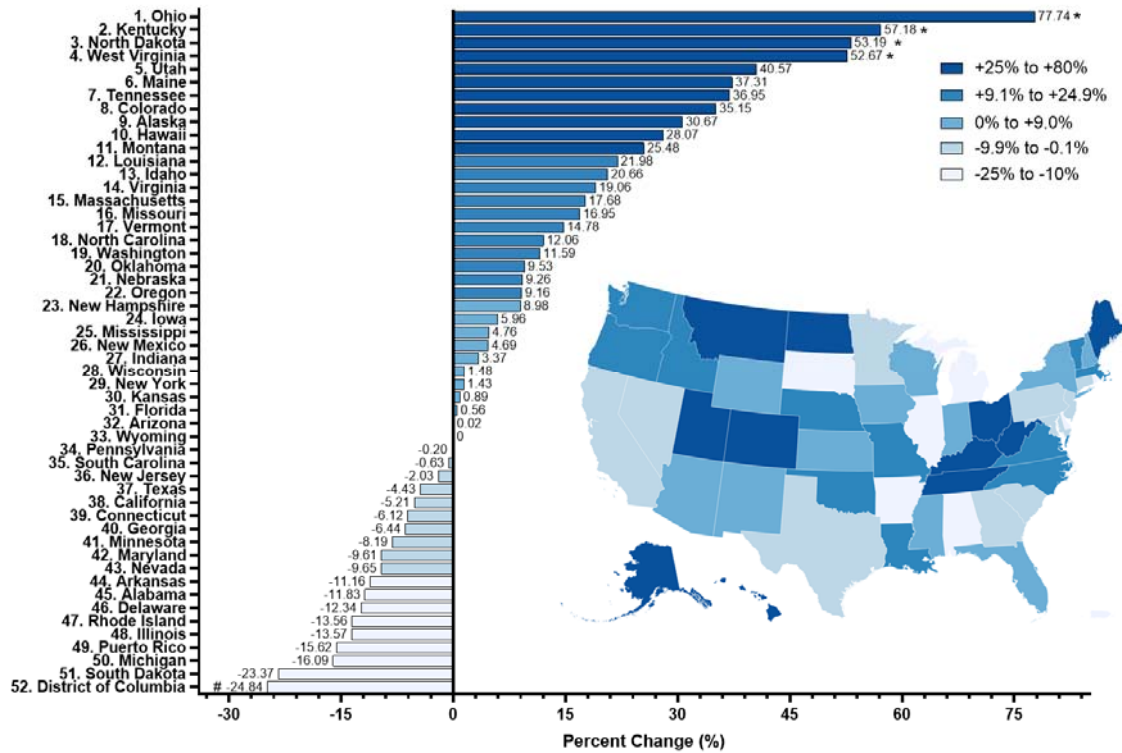 1. Ohio 77.74 *
2. Kentucky 57.18 *
3. North Dakota 53.19 *
4. West Virginia 52.67 *
5. Utah 40.57
6. Maine 37.31
7. Tennessee 36.95
8. Colorado 35.15
9. Alaska 30.67
10. Hawaii 28.07
11. Montana 25.48
12. Louisiana 21.98
13. Idaho 20.66
14. Virginia 19.06
15. Massachusetts 17.68
16. Missouri 16.95
17. Vermont 14.78
18. North Carolina 12.06
19. Washington 11.59
20. Oklahoma 9.53
21. Nebraska 9.26
22. Oregon 9.16
23. New Hampshire 8.98
24. Iowa 5.96
25. Mississippi 4.76
26. New Mexico 4.69
27. Indiana 3.37
28. Wisconsin 1.48
29. New York 1.43
30. Kansas 0.89
31. Florida 0.56
32. Arizona 0.02
33. Wyoming 0
34. Pennsylvania -0.20
35. South Carolina -0.63
36. New Jersey -2.03
37. Texas -4.43
38. California -5.21
39. Connecticut -6.12
40. Georgia -6.44
41. Minnesota -8.19
42. Maryland -9.61
43. Nevada -9.65
44. Arkansas -11.16
45. Alabama -11.83
46. Delaware -12.34
47. Rhode Island -13.56
48. Illinois -13.57
49. Puerto Rico -15.62
50. Michigan -16.09
51. South Dakota -23.37
52. District of Columbia # -24.84
+25% to +80%
+9.1% to +24.9%
0% to +9.0%
-9.9% to -0.1%
-25% to -10%
-30 -15 0 15 30 45 60 75
Percent Change (%)